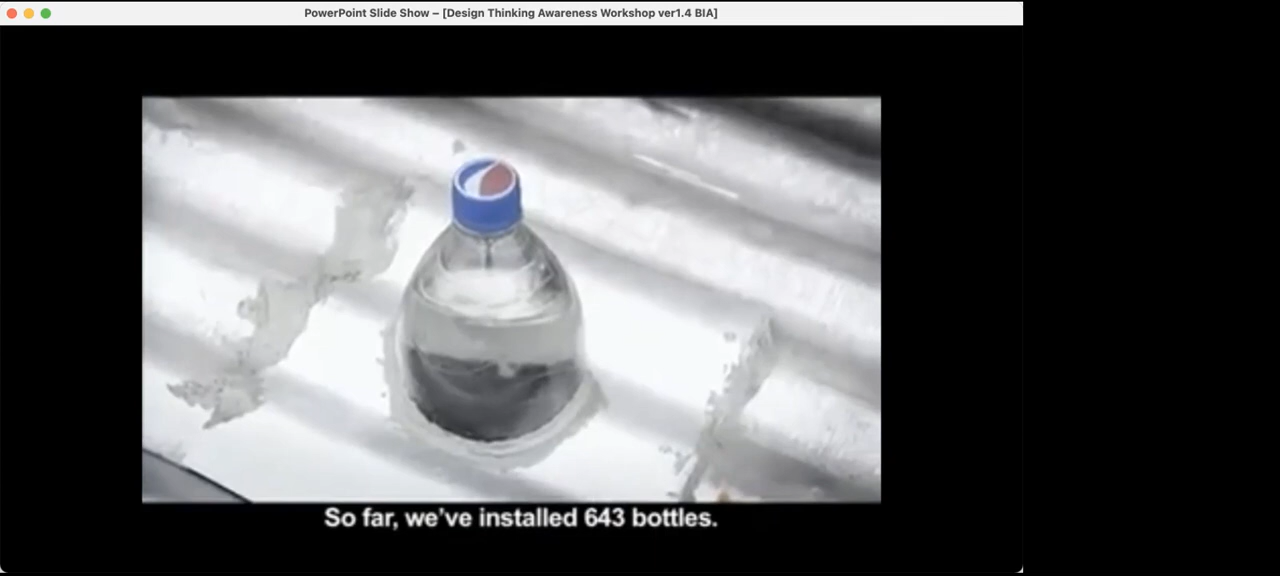 PowerPoint Slide Show – [Design Thinking Awareness Workshop ver1.4 BIA]
So far, we've installed 643 bottles.